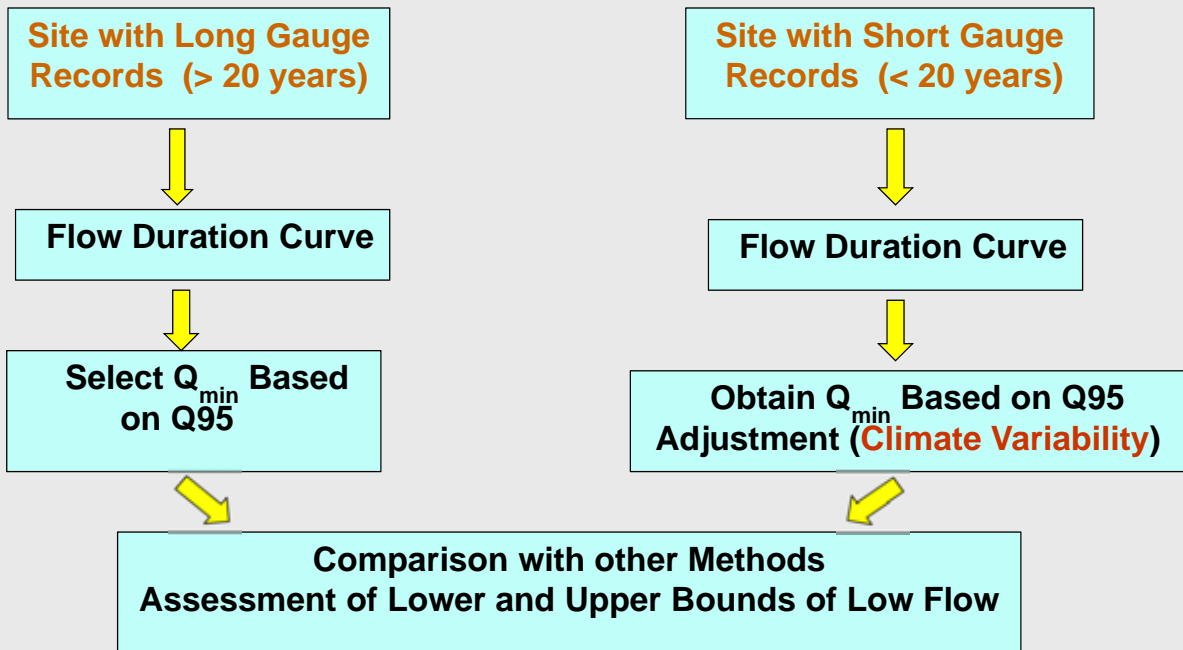 Site with Long Gauge
Records (> 20 years)
Site with Short Gauge
Records (< 20 years)
Flow Duration Curve
Flow Duration Curve
Select Qmin Based
on Q95
Obtain Qmin Based on Q95
Adjustment (Climate Variability)
Comparison with other Methods
Assessment of Lower and Upper Bounds of Low Flow